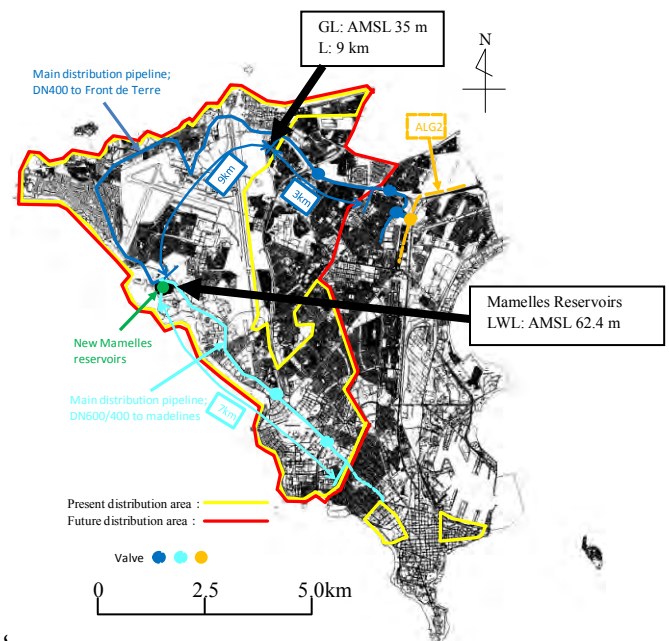 GL: AMSL 35 m
L: 9 km
N
Main distribution pipeline;
DN400 to Front de Terre
ALG2
9km
3km
Mamelles Reservoirs
LWL: AMSL 62.4 m
New Mamelles
reservoirs
Main distribution pipeline;
DN600/400 to madelines
7km
Present distribution area :
Future distribution area :
Valve
0 2.5 5.0km
‘